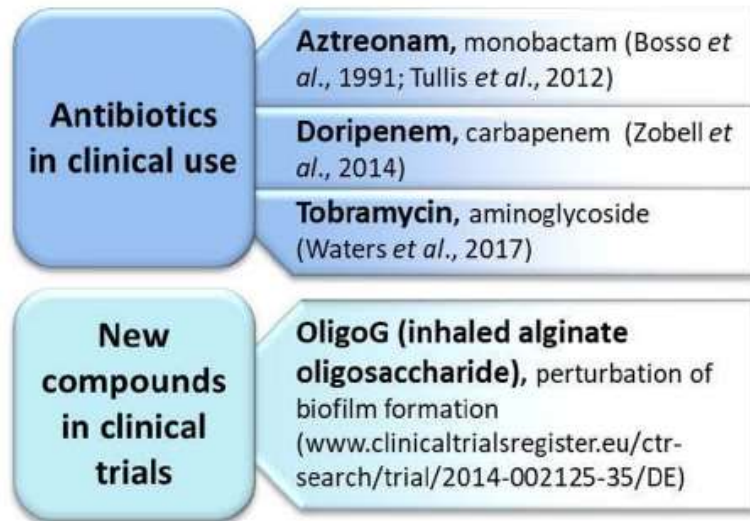 Antibiotics
in clinical use
Aztreonam, monobactam (Bosso et
al., 1991; Tullis et al., 2012)
Doripenem, carbapenem (Zobell et
al., 2014)
Tobramycin, aminoglycoside
(Waters et al., 2017)
New
compounds
in clinical
trials
OligoG (inhaled alginate
oligosaccharide), perturbation of
biofilm formation
(www.clinicaltrialsregister.eu/ctr-
search/trial/2014-002125-35/DE)